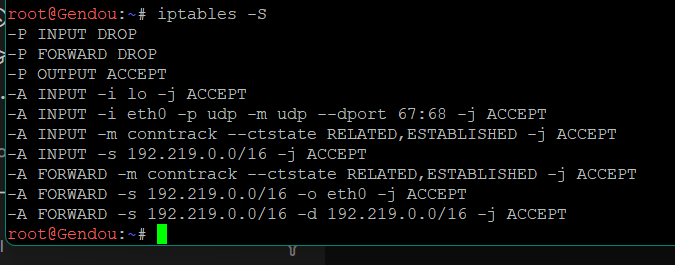 root@Gendou:~# iptables -S
-P INPUT DROP
-P FORWARD DROP
-P OUTPUT ACCEPT
-A INPUT -i lo -j ACCEPT
-A INPUT -i eth0 -p udp -m udp --dport 67:68 -j ACCEPT
-A INPUT -m conntrack --ctstate RELATED,ESTABLISHED -j ACCEPT
-A INPUT -s 192.219.0.0/16 -j ACCEPT
-A FORWARD -m conntrack --ctstate RELATED,ESTABLISHED -j ACCEPT
-A FORWARD -s 192.219.0.0/16 -o eth0 -j ACCEPT
-A FORWARD -s 192.219.0.0/16 -d 192.219.0.0/16 -j ACCEPT
root@Gendou:~#